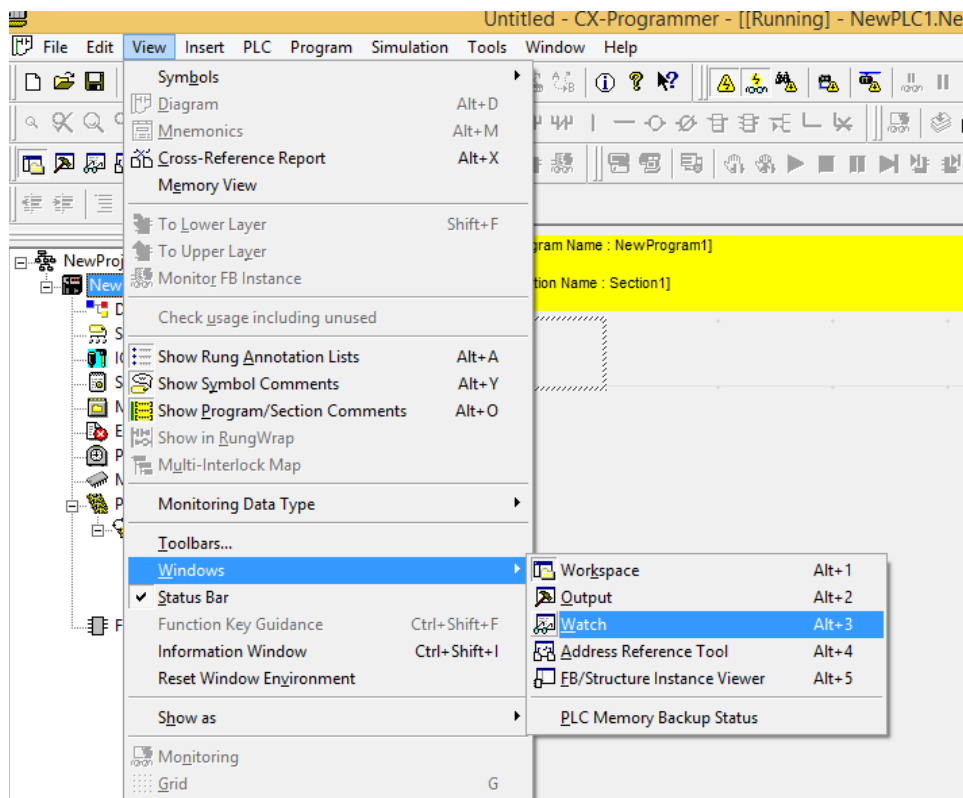 Untitled - CX-Programmer - [[Running] - NewPLC1.Ne
File Edit View Insert PLC Program Simulation Tools Window Help
Symbols
Diagram Alt+D
Mnemonics Alt+M
Cross-Reference Report Alt+X
Memory View
To Lower Layer Shift+F
To Upper Layer
Monitor FB Instance
Check usage including unused
Show Rung Annotation Lists Alt+A
Show Symbol Comments Alt+Y
Show Program/Section Comments Alt+O
Show in RungWrap
Multi-Interlock Map
Monitoring Data Type
Toolbars...
Windows
Status Bar
Function Key Guidance Ctrl+Shift+F
Information Window Ctrl+Shift+I
Reset Window Environment
Show as
Monitoring
Grid G
Workspace Alt+1
Output Alt+2
Watch Alt+3
Address Reference Tool Alt+4
FB/Structure Instance Viewer Alt+5
PLC Memory Backup Status
NewProj
New
D
S
IO
S
M
E
P
M
P
F
gram Name : NewProgram1]
tion Name : Section1]